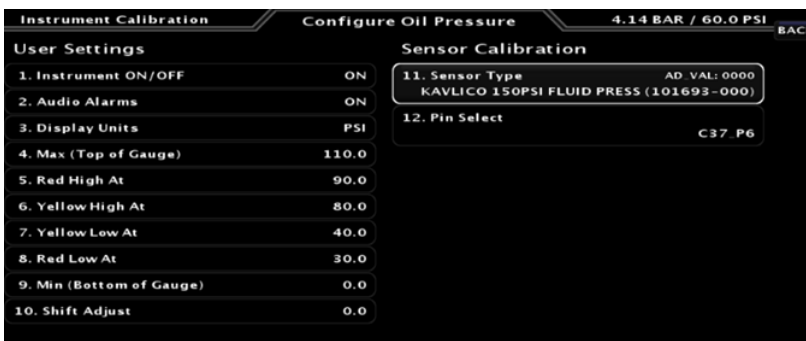 Instrument Calibration
Configure Oil Pressure
4.14 BAR / 60.0 PSI
BAC
User Settings
1. Instrument ON/OFF ON
2. Audio Alarms ON
3. Display Units PSI
4. Max (Top of Gauge) 110.0
5. Red High At 90.0
6. Yellow High At 80.0
7. Yellow Low At 40.0
8. Red Low At 30.0
9. Min (Bottom of Gauge) 0.0
10. Shift Adjust 0.0
Sensor Calibration
11. Sensor Type AD_VAL: 0000
KAVLICO 150PSI FLUID PRESS (101693-000)
12. Pin Select
C37_P6